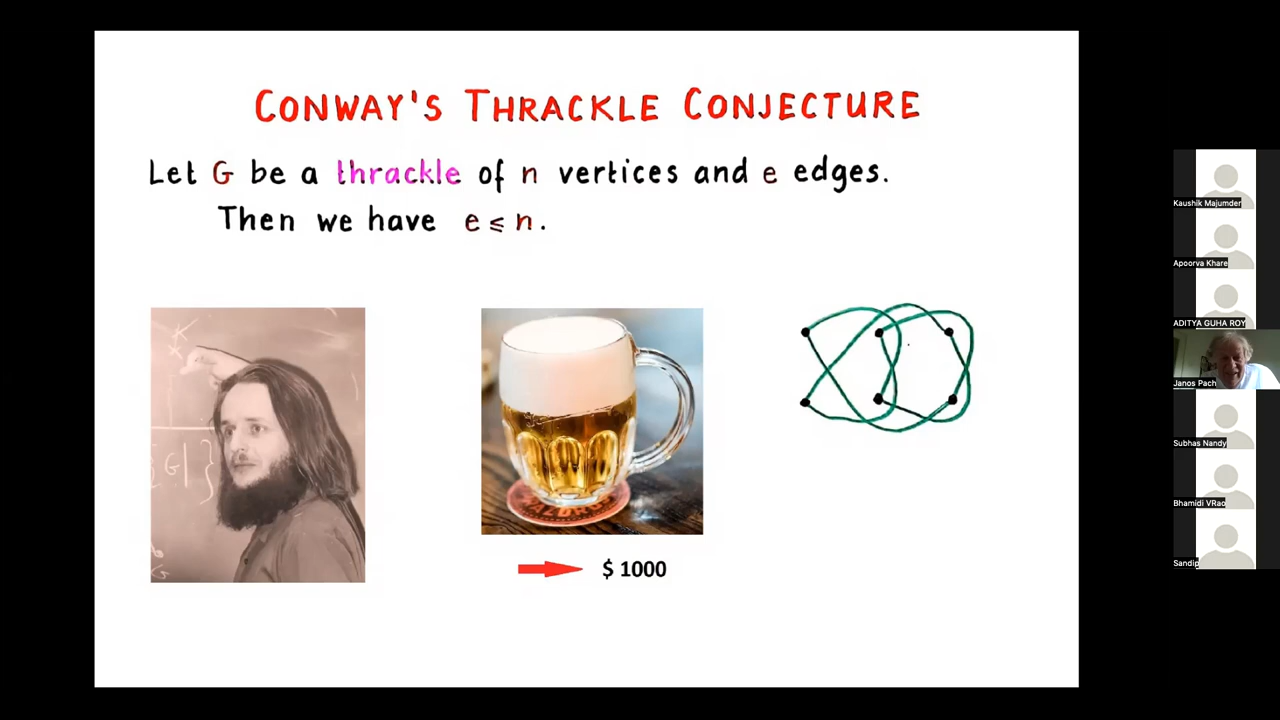 CONWAY'S THRACKLE CONJECTURE
Let G be a thrackle of n vertices and e edges.
Then we have e ≤ n.
$ 1000
Kaushik Majumder
Apoorva Khare
ADITYA GUHA ROY
Janos Pach
Subhas Nandy
Bhamidi VRao
Sandip